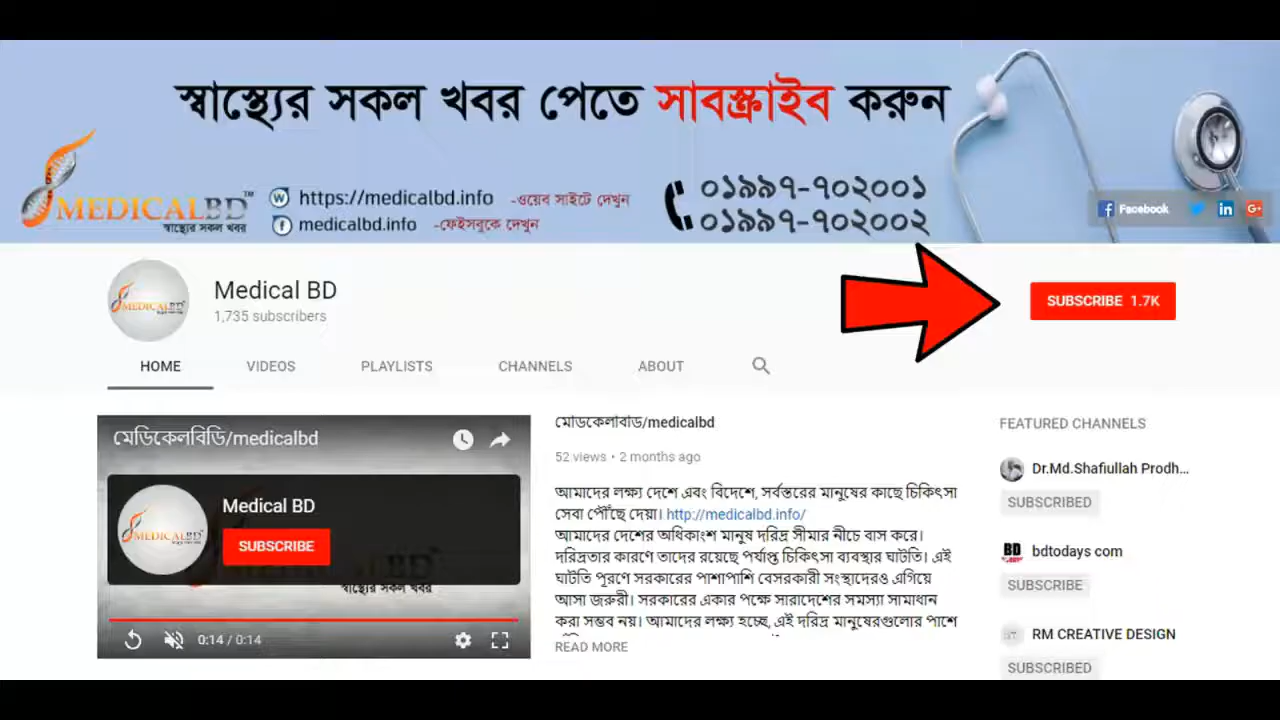 স্বাস্থ্যের সকল খবর পেতে সাবস্ক্রাইব করুন
MEDICALBD™
স্বাস্থ্যের সকল খবর
https://medicalbd.info -ওয়েব সাইটে দেখুন
medicalbd.info -ফেইসবুকে দেখুন
০১৯৯৭-৭০২০০১
০১৯৯৭-৭০২০০২
Facebook
Medical BD
1,735 subscribers
SUBSCRIBE 1.7K
HOME VIDEOS PLAYLISTS CHANNELS ABOUT
মেডিকেলবিডি/medicalbd
Medical BD
SUBSCRIBE
স্বাস্থ্যের সকল খবর
0:14 / 0:14
মেডিকেলবিডি/medicalbd
52 views • 2 months ago
আমাদের লক্ষ্য দেশে এবং বিদেশে, সর্বস্তরের মানুষের কাছে চিকিৎসা
সেবা পৌঁছে দেয়া। http://medicalbd.info/
আমাদের দেশের অধিকাংশ মানুষ দরিদ্র সীমার নীচে বাস করে।
দরিদ্রতার কারণে তাদের রয়েছে পর্যাপ্ত চিকিৎসা ব্যবস্থার ঘাটতি। এই
ঘাটতি পূরণে সরকারের পাশাপাশি বেসরকারী সংস্থাদেরও এগিয়ে
আসা জরুরী। সরকারের একার পক্ষে সারাদেশের সমস্যা সামাধান
করা সম্ভব নয়। আমাদের লক্ষ্য হচ্ছে, এই দরিদ্র মানুষেরগুলোর পাশে
READ MORE
FEATURED CHANNELS
Dr.Md.Shafiullah Prodh...
SUBSCRIBED
bdtodays com
SUBSCRIBED
RM CREATIVE DESIGN
SUBSCRIBED